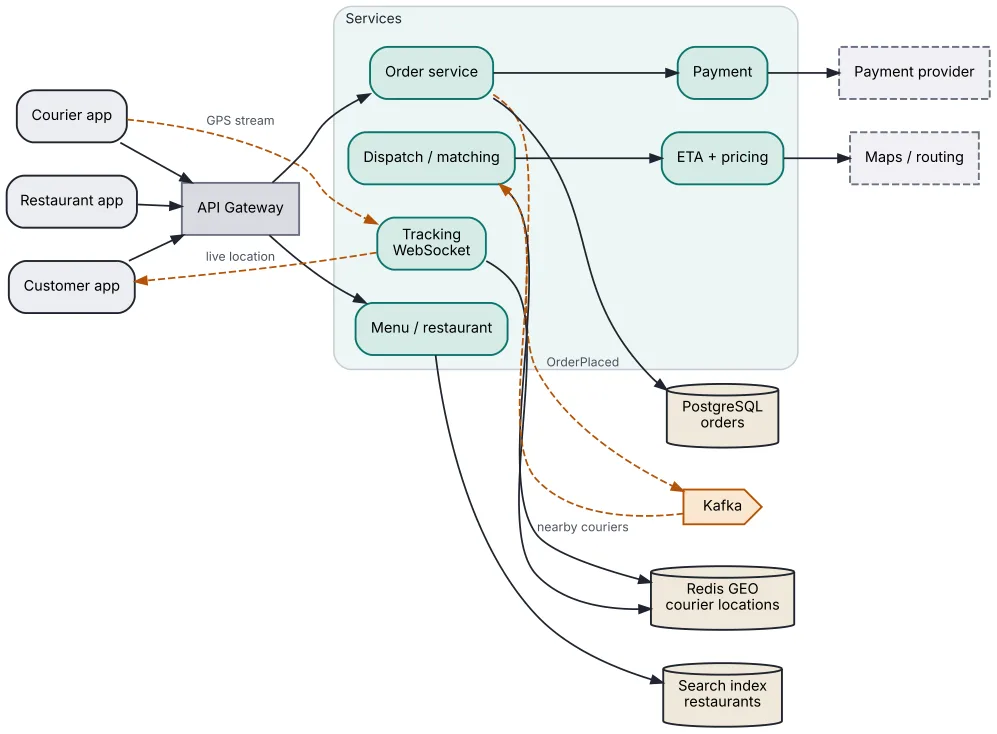 Services
Order service
Payment
Payment provider
Courier app
GPS stream
Dispatch / matching
ETA + pricing
Maps / routing
Restaurant app
API Gateway
Tracking
WebSocket
live location
Customer app
Menu / restaurant
OrderPlaced
PostgreSQL
orders
Kafka
nearby couriers
Redis GEO
courier locations
Search index
restaurants